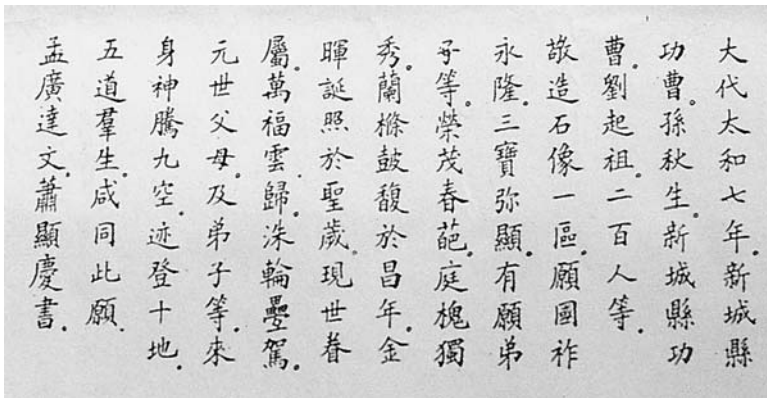 大代太和七年。新城縣
功曹。孫秋生。新城縣功
曹。劉起祖。二百人等。
敬造石像一區。願國祚
永隆。三寶弥顯。有願弟
子等。榮茂春葩。庭槐獨
秀。蘭條鼓馥於昌年。金
暉誕照於聖歲。現世眷
屬。萬福雲歸。洙輪疊駕。
元世父母。及弟子等。來
身神騰九空。迹登十地。
五道羣生。咸同此願。
孟廣達文。蕭顯慶書。